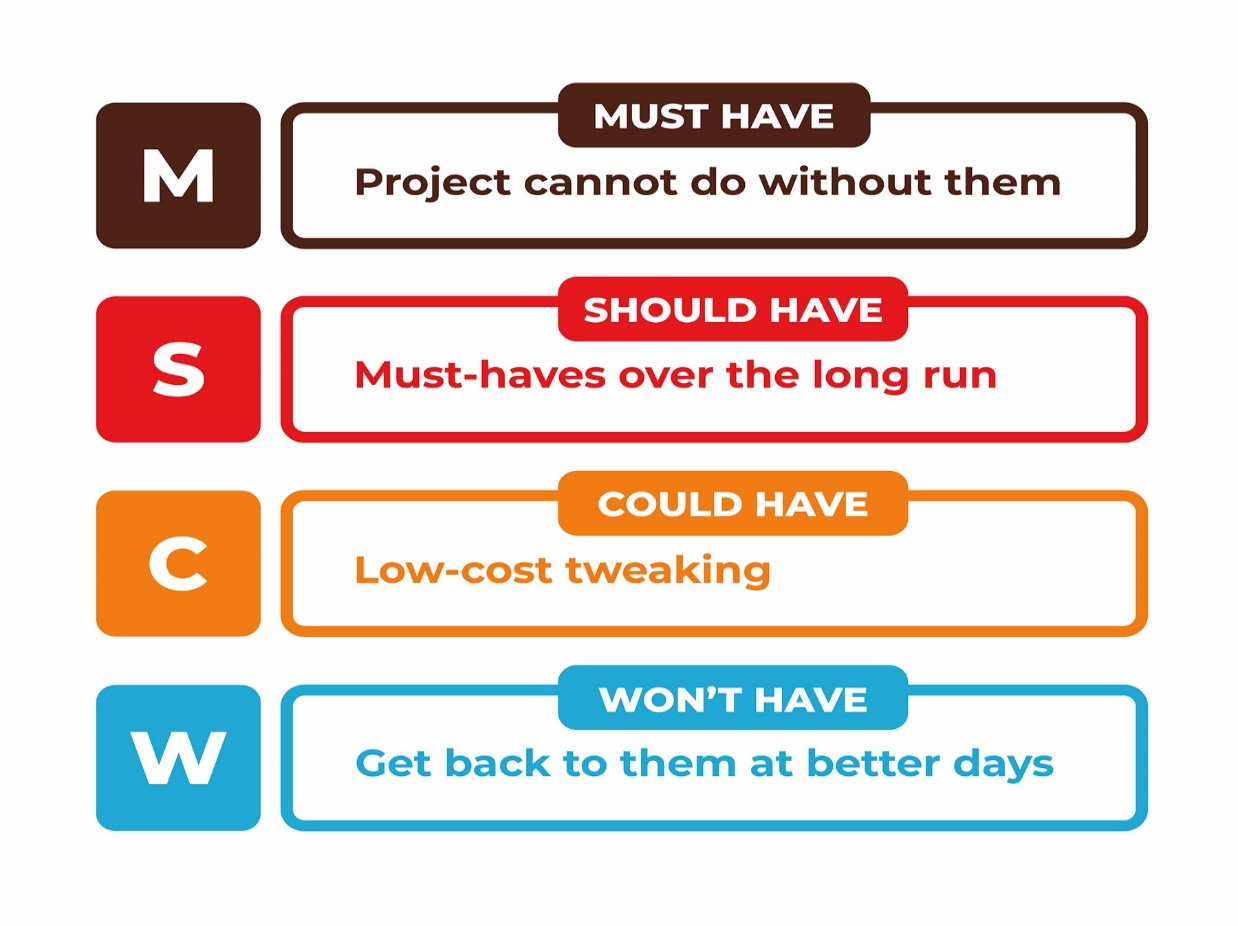 MUST HAVE
M
Project cannot do without them
SHOULD HAVE
S
Must-haves over the long run
COULD HAVE
C
Low-cost tweaking
WON’T HAVE
W
Get back to them at better days